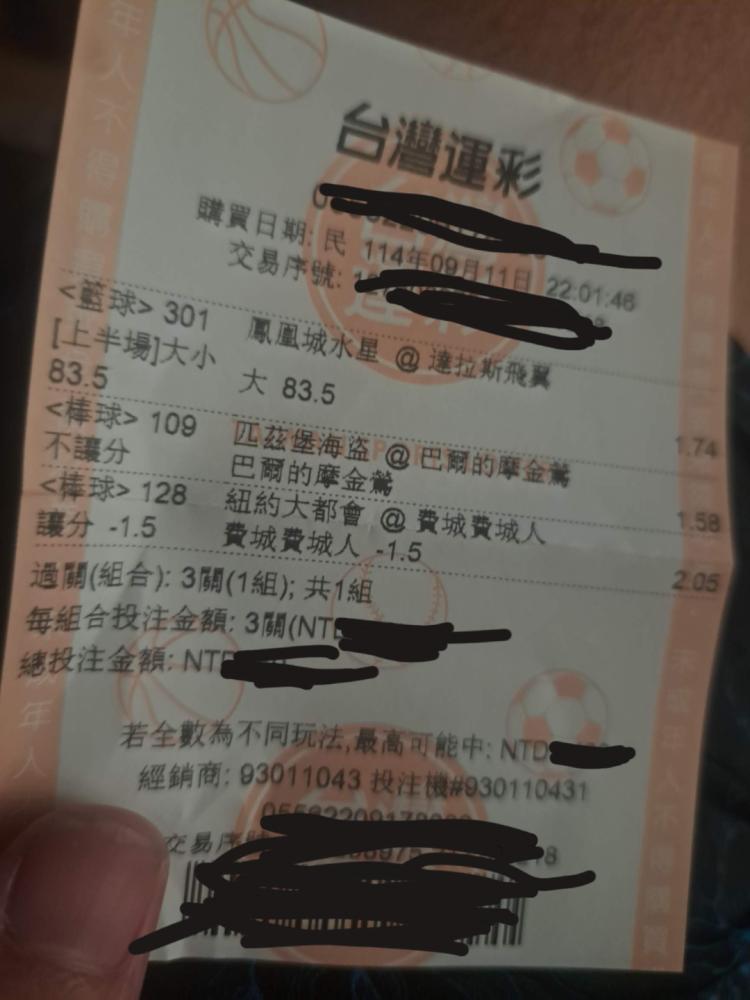 台灣運彩
購買日期: 民 114年09月11日 22:01:46
交易序號:
<籃球> 301 鳳凰城水星 @ 達拉斯飛翼
[上半場]大小 大 83.5
83.5 1.74
<棒球> 109 匹茲堡海盜 @ 巴爾的摩金鶯
不讓分 巴爾的摩金鶯 1.58
<棒球> 128 紐約大都會 @ 費城費城人
讓分 -1.5 費城費城人 -1.5 2.05
過關(組合): 3關(1組); 共1組
每組合投注金額: 3關(NT
總投注金額: NT
若全數為不同玩法,最高可能中: NTD
經銷商: 93011043 投注機#930110431
交易序號